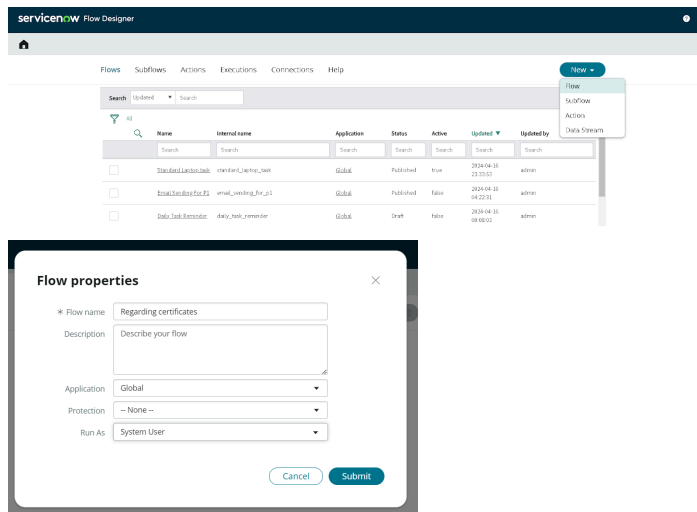 servicenow Flow Designer
Flows Subflows Actions Executions Connections Help New
Flow
Subflow
Action
Data Stream
Search Updated Search
All
Name Internal name Application Status Active Updated Updated by
Search Search Search Search Search Search Search
Standard Laptop task standard_laptop_task Global Published true 2024-04-16 23:33:53 admin
Email Sending For P1 email_sending_for_p1 Global Published false 2024-04-16 04:22:31 admin
Daily Task Reminder daily_task_reminder Global Draft false 2024-04-16 admin
Flow properties
* Flow name Regarding certificates
Description Describe your flow
Application Global
Protection -- None --
Run As System User
Cancel Submit